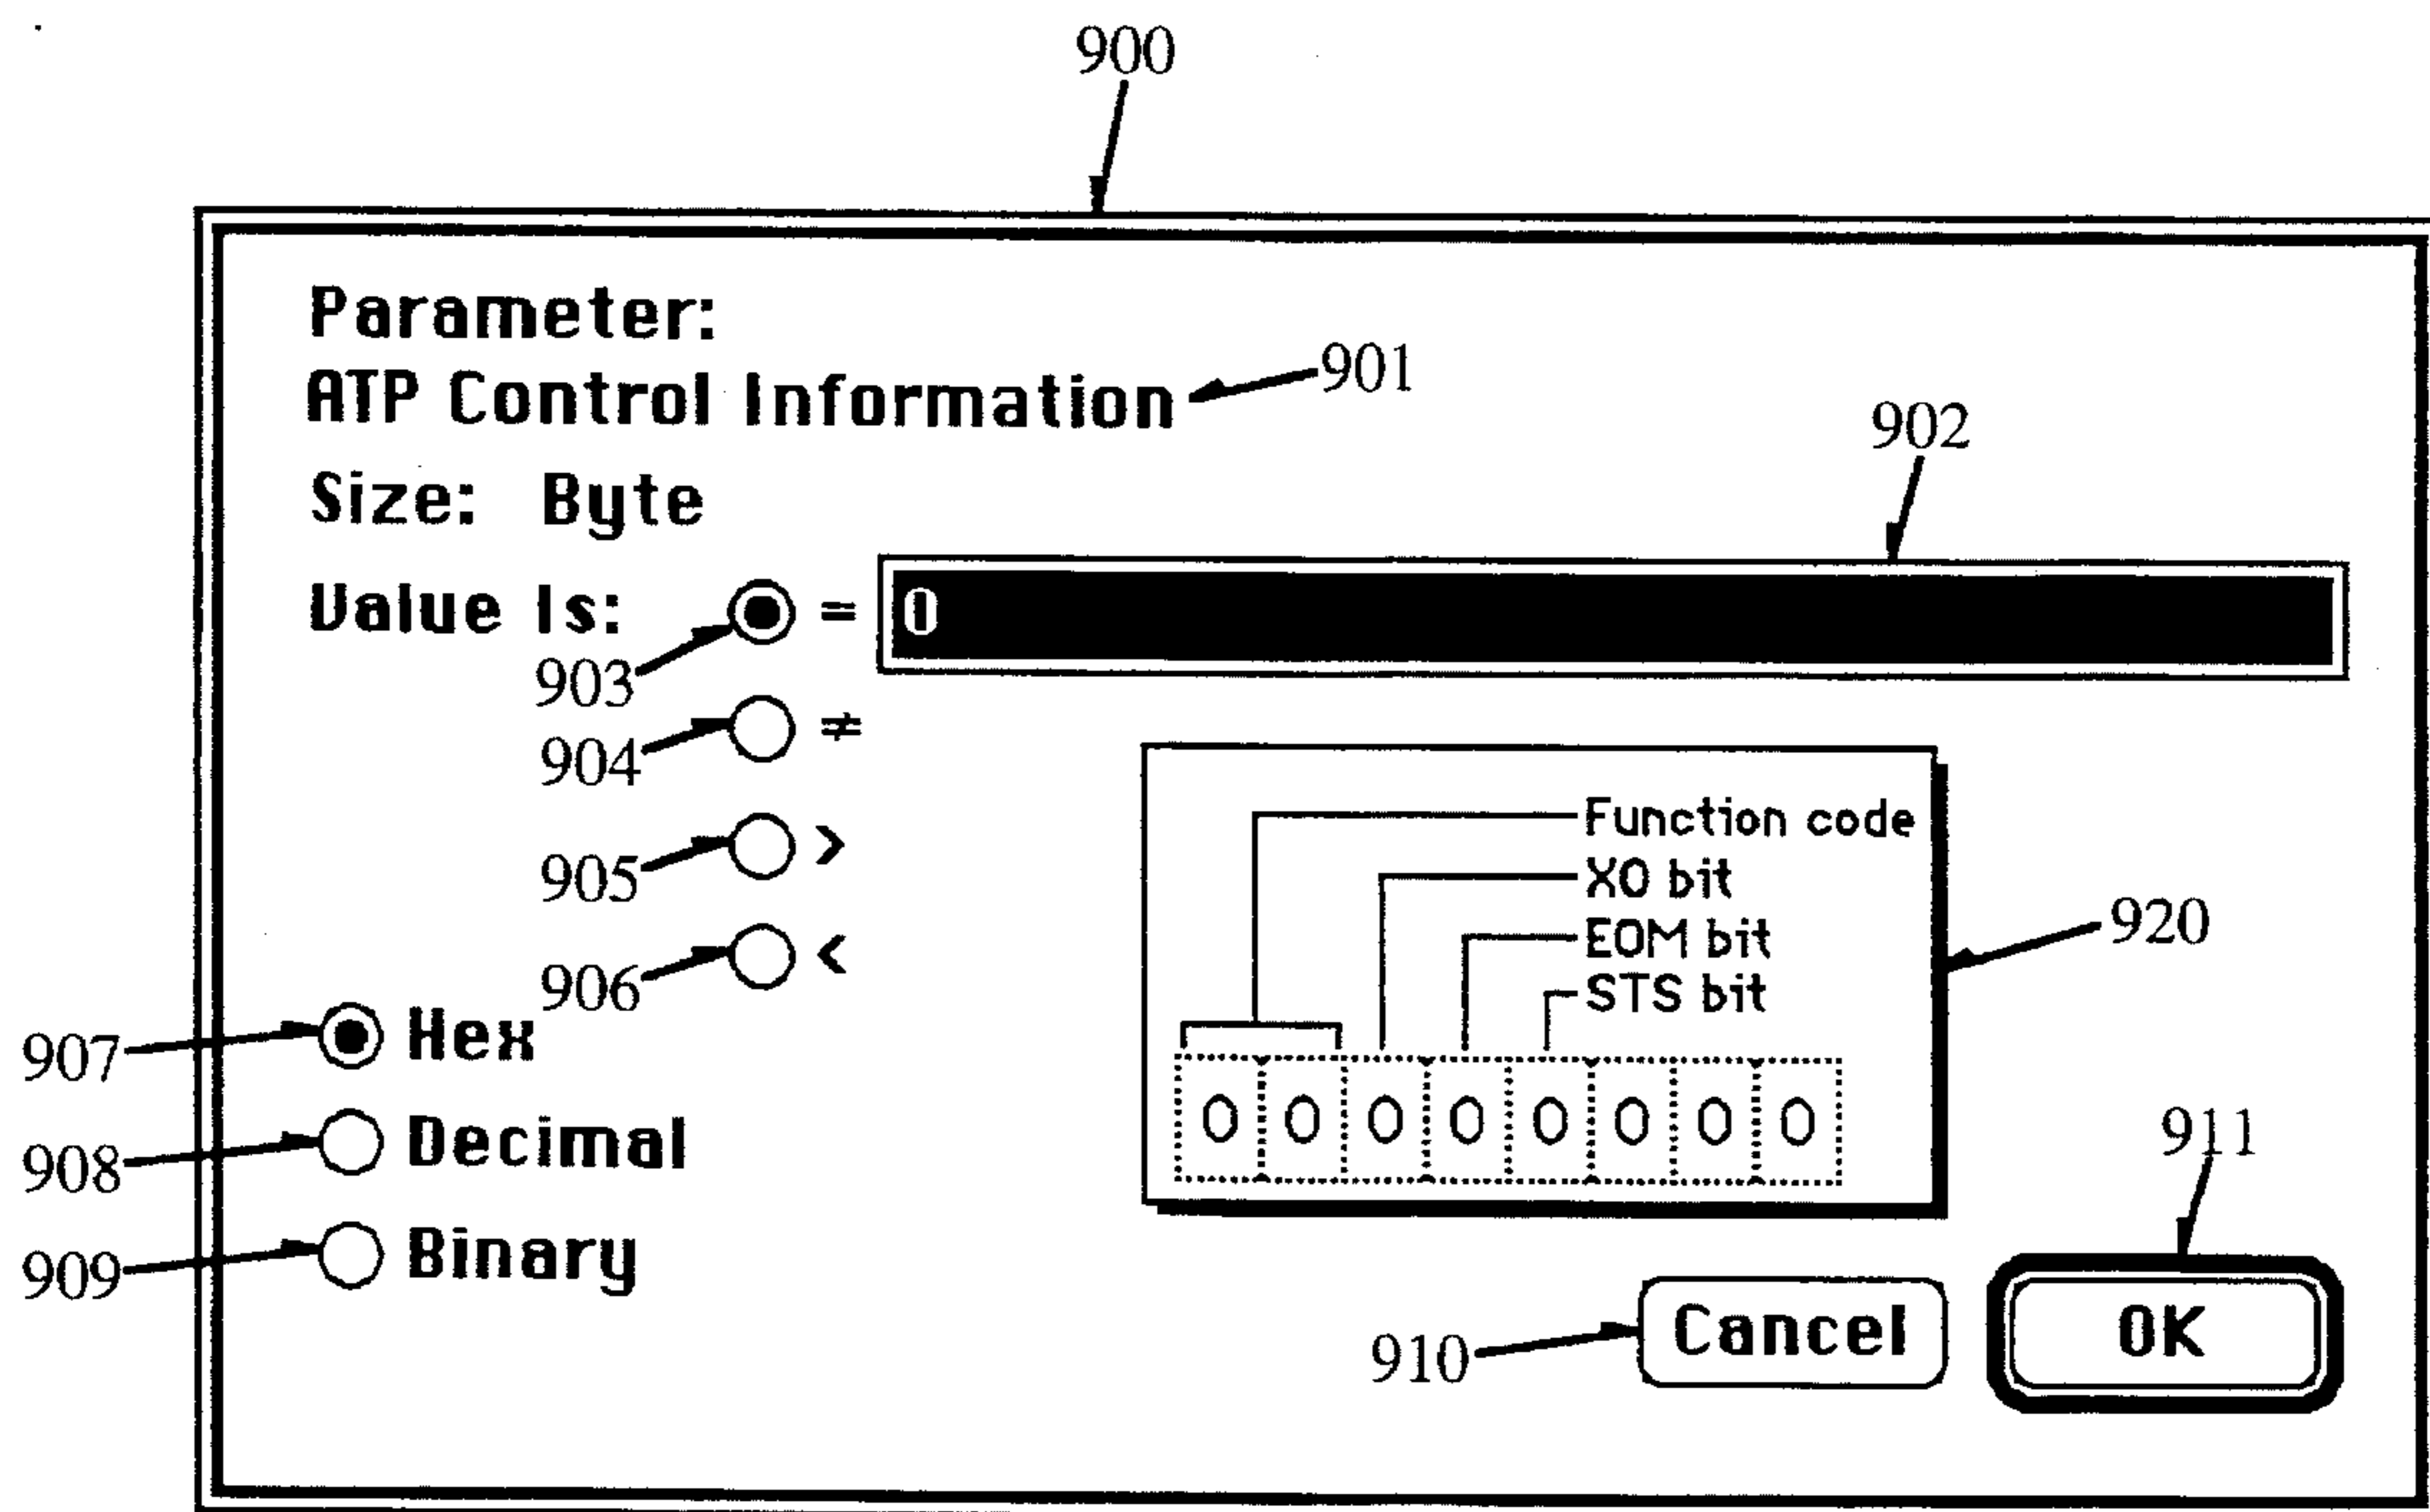 900
Parameter:
ATP Control Information
901
902
Size: Byte
Value Is: = 0
903
≠
904
>
905
<
906
Function code
XO bit
EOM bit
STS bit
920
0 0 0 0 0 0 0 0
907
Hex
908
Decimal
909
Binary
911
910
Cancel
OK